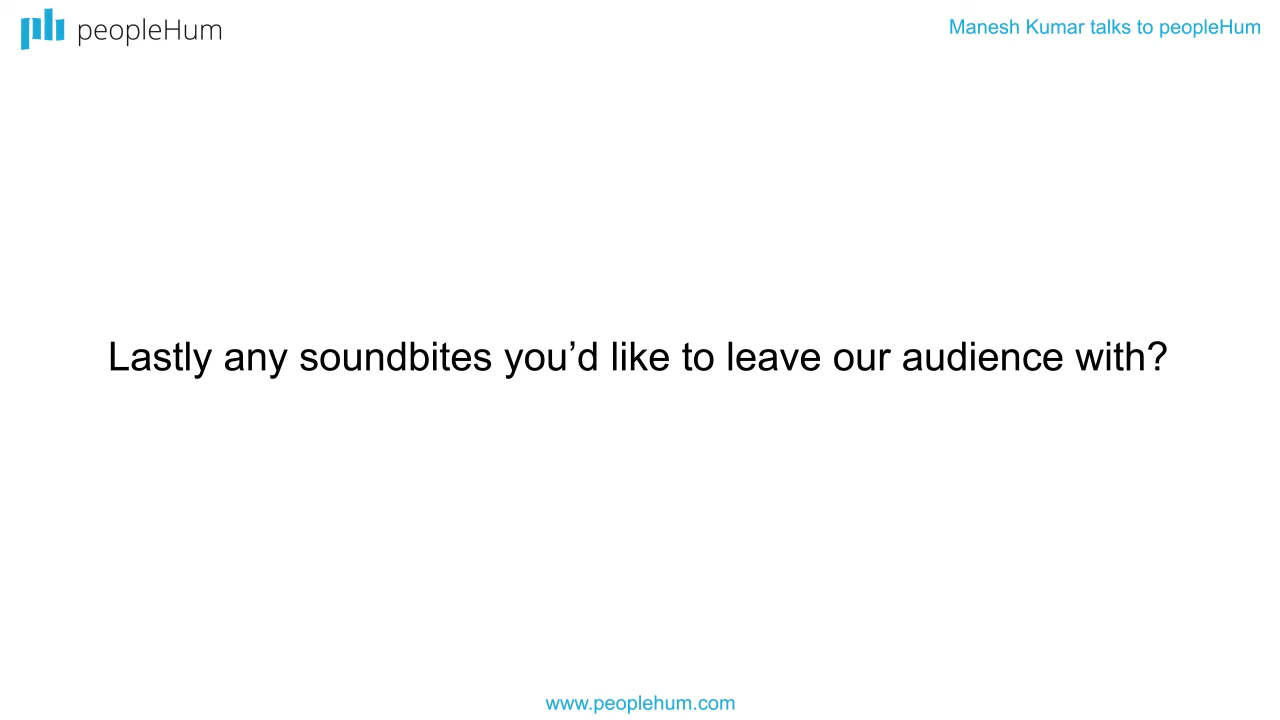 peopleHum
Manesh Kumar talks to peopleHum
Lastly any soundbites you’d like to leave our audience with?
www.peoplehum.com